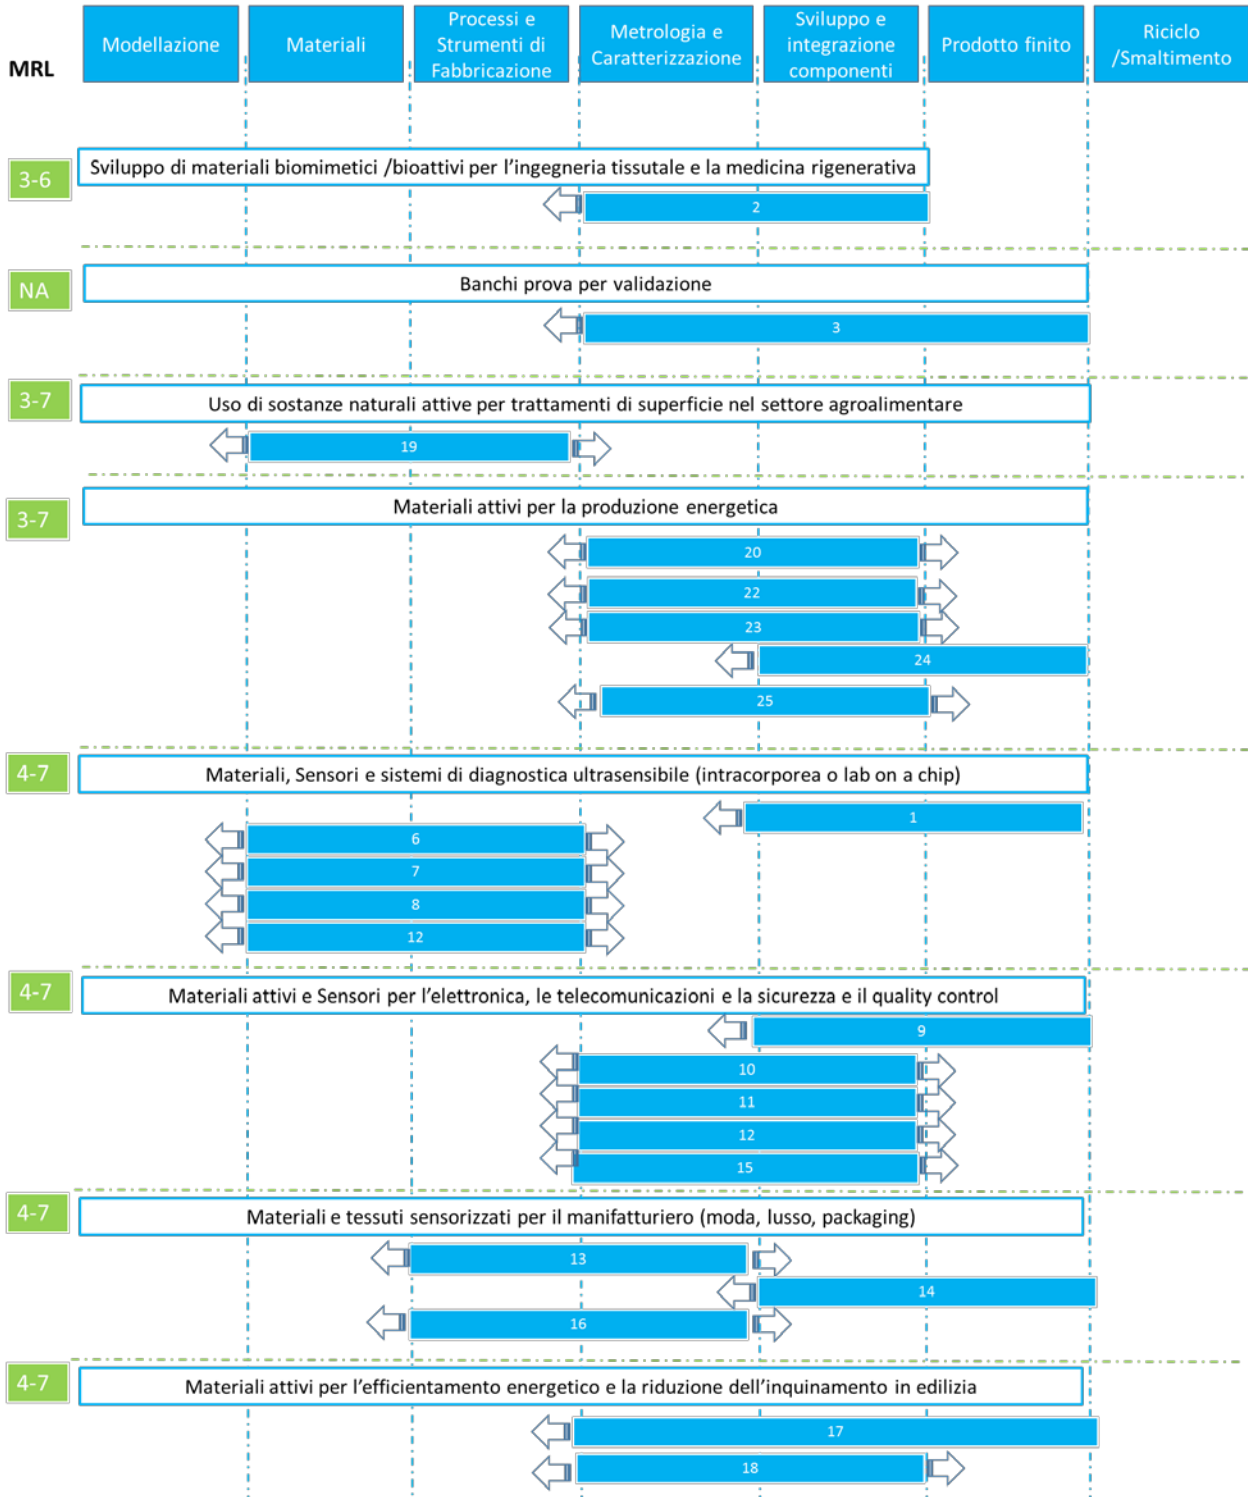 MRL
Modellazione
Materiali
Processi e
Strumenti di
Fabbricazione
Metrologia e
Caratterizzazione
Sviluppo e
integrazione
componenti
Prodotto finito
Riciclo
/Smaltimento
3-6
Sviluppo di materiali biomimetici /bioattivi per l'ingegneria tissutale e la medicina rigenerativa
2
NA
Banchi prova per validazione
3
3-7
Uso di sostanze naturali attive per trattamenti di superficie nel settore agroalimentare
19
3-7
Materiali attivi per la produzione energetica
20
22
23
24
25
4-7
Materiali, Sensori e sistemi di diagnostica ultrasensibile (intracorporea o lab on a chip)
1
6
7
8
12
4-7
Materiali attivi e Sensori per l'elettronica, le telecomunicazioni e la sicurezza e il quality control
9
10
11
12
15
4-7
Materiali e tessuti sensorizzati per il manifatturiero (moda, lusso, packaging)
13
14
16
4-7
Materiali attivi per l'efficientamento energetico e la riduzione dell'inquinamento in edilizia
17
18